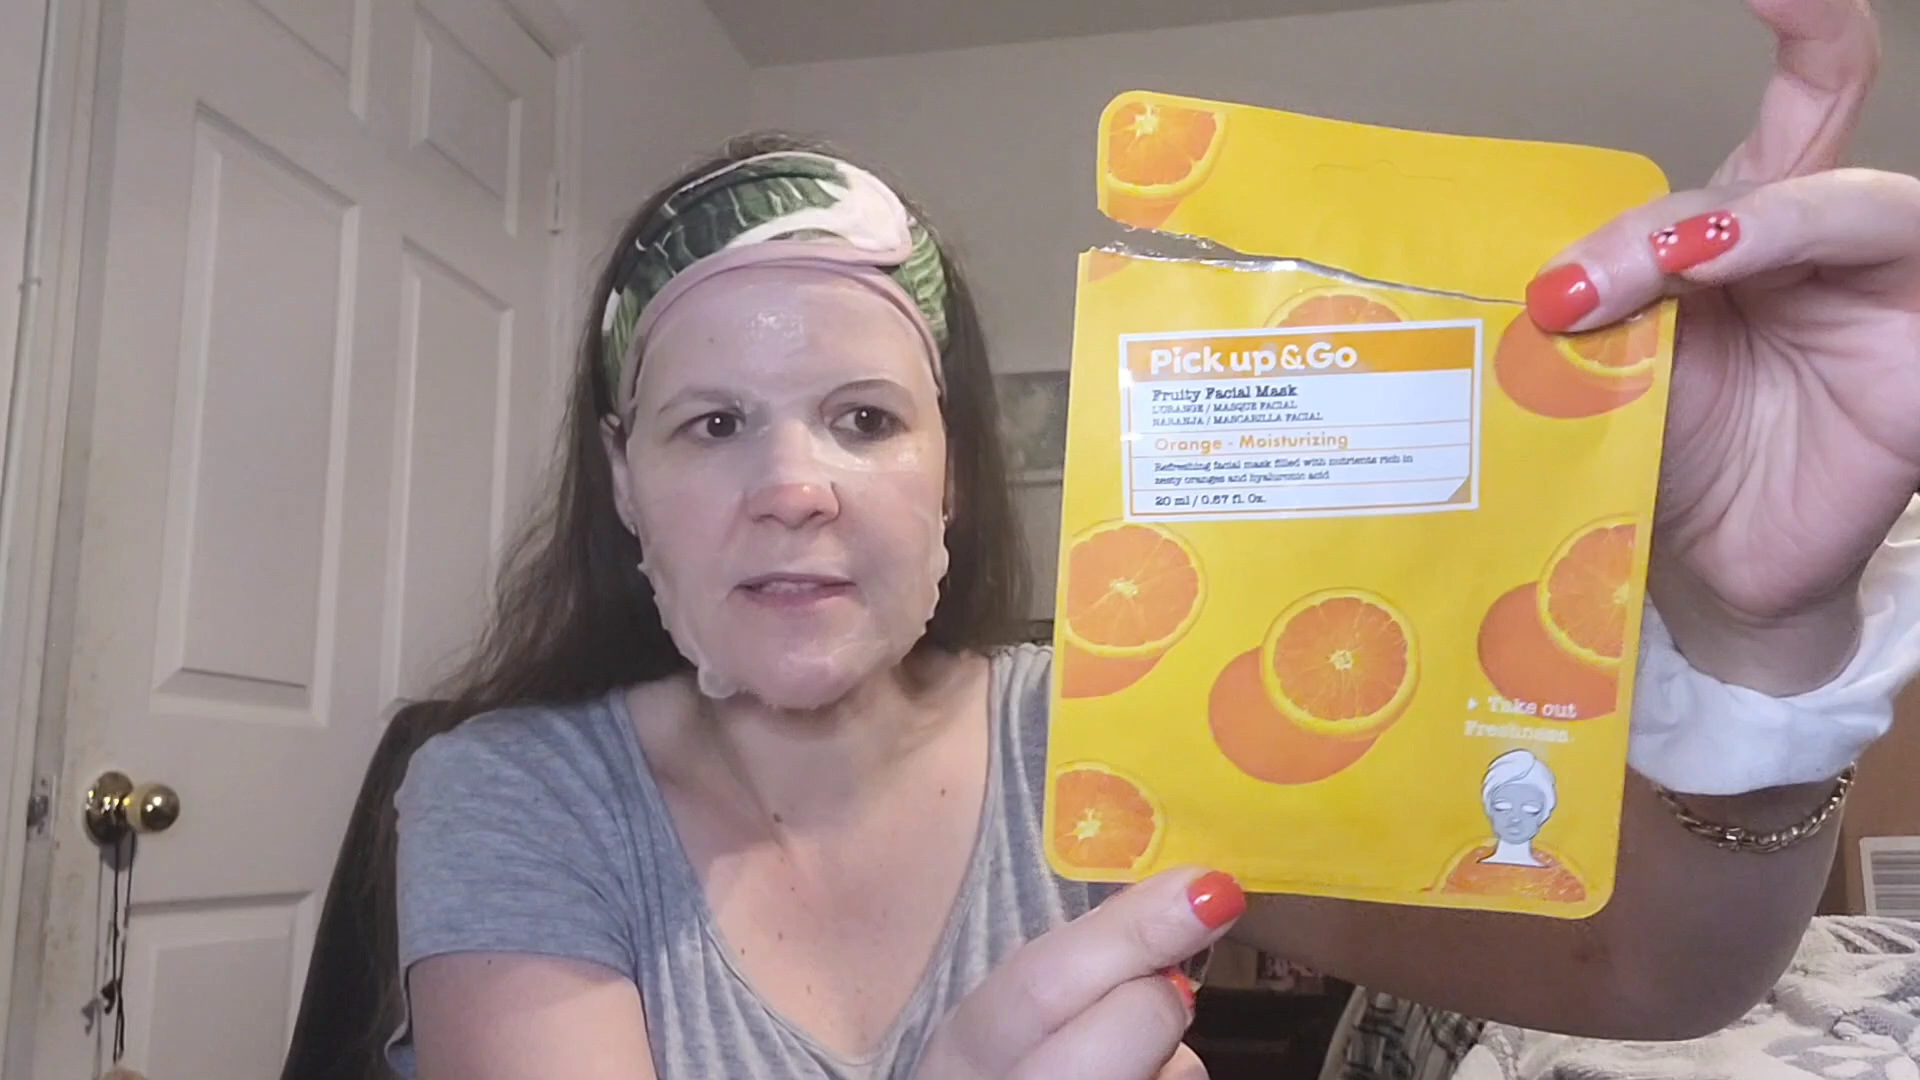 Pick up & Go
Fruity Facial Mask
L'ORANGE / MASQUE FACIAL
NARANJA / MASCARILLA FACIAL
Orange - Moisturizing
Refreshing facial mask filled with nutrients rich in
zesty oranges and hyaluronic acid
20 ml / 0.67 fl. Oz.
Take out
Freshness.